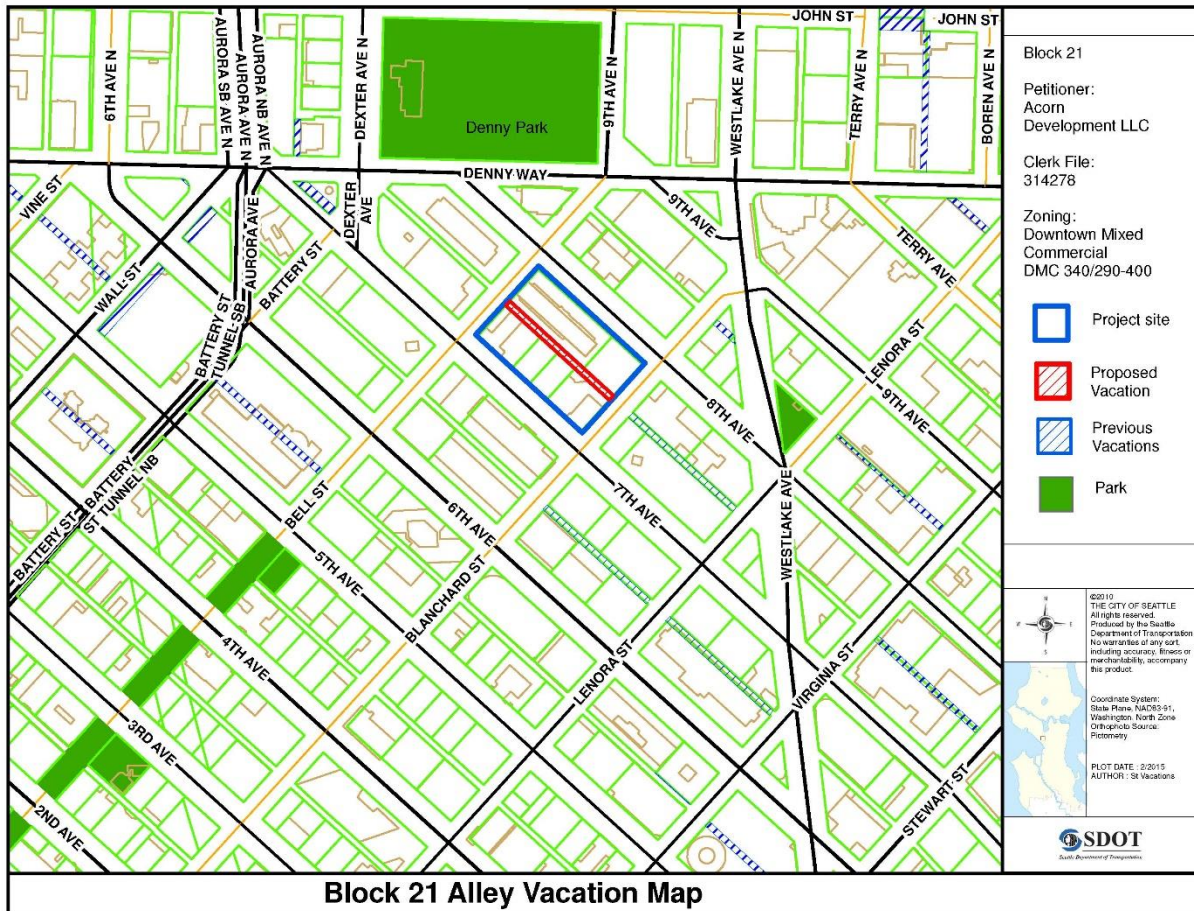 JOHN ST
JOHN ST
6TH AVE N
AURORA SB AVE N
AURORA AVE N
AURORA NB AVE N
DEXTER AVE N
9TH AVE N
WESTLAKE AVE N
TERRY AVE N
BOREN AVE N
Denny Park
DENNY WAY
VINE ST
DEXTER
AVE
9TH AVE
TERRY AVE
WALL ST
AURORA AVE
BATTERY ST
BATTERY ST
TUNNEL SB
LENORA ST
9TH AVE
8TH AVE
BATTERY ST
BATTERY
ST TUNNEL NB
BELL ST
6TH AVE
7TH AVE
WESTLAKE AVE
5TH AVE
BLANCHARD ST
4TH AVE
LENORA ST
VIRGINIA ST
3RD AVE
STEWART ST
2ND AVE
Block 21 Alley Vacation Map
Block 21
Petitioner:
Acorn
Development LLC
Clerk File:
314278
Zoning:
Downtown Mixed
Commercial
DMC 340/290-400
Project site
Proposed
Vacation
Previous
Vacations
Park
N
W
E
S
©2010
THE CITY OF SEATTLE
All rights reserved.
Produced by the Seattle
Department of Transportation
No warranties of any sort,
including accuracy, fitness or
merchantability, accompany
this product.
Coordinate System:
State Plane, NAD83-91,
Washington, North Zone
Orthophoto Source:
Pictometry
PLOT DATE : 2/2015
AUTHOR : St Vacations
SDOT
Seattle Department of Transportation